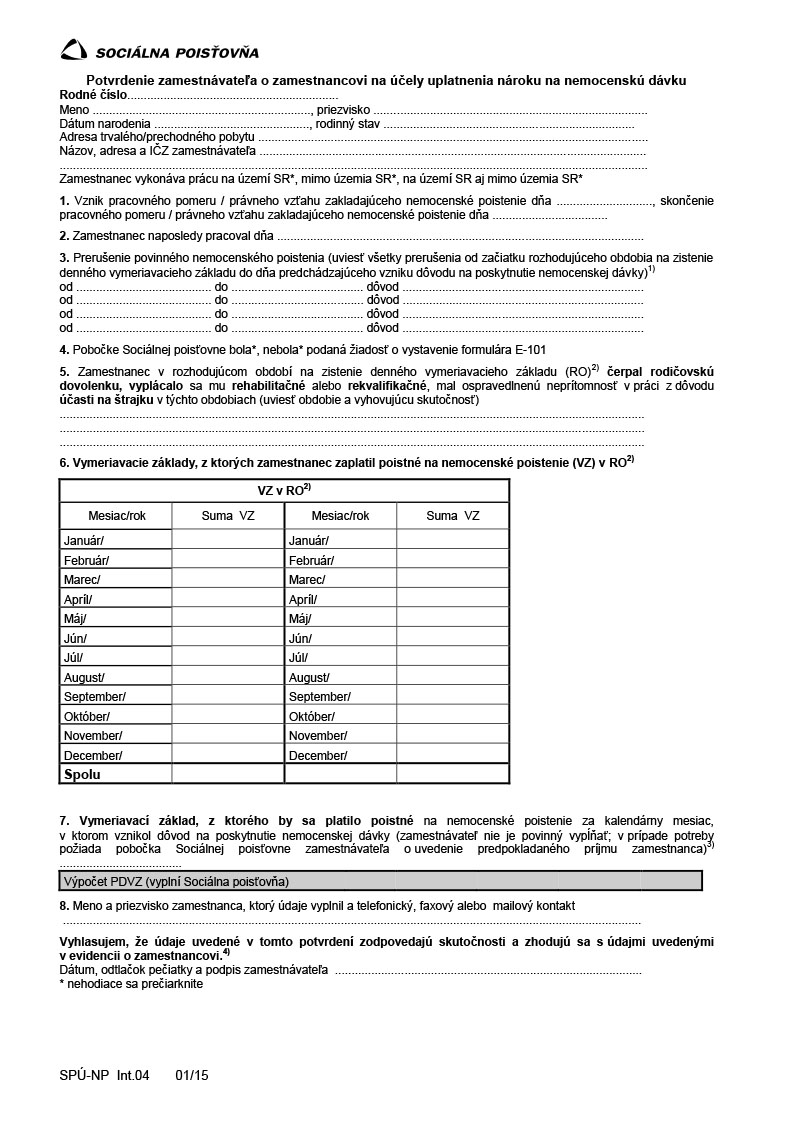 SOCIÁLNA POISŤOVŇA
Potvrdenie zamestnávateľa o zamestnancovi na účely uplatnenia nároku na nemocenskú dávku
Rodné číslo................................................................
Meno .................................................................., priezvisko ...................................................................................
Dátum narodenia ..............................................., rodinný stav ............................................................................
Adresa trvalého/prechodného pobytu ......................................................................................................................
Názov, adresa a IČZ zamestnávateľa .....................................................................................................................
..................................................................................................................................................................................
Zamestnanec vykonáva prácu na území SR*, mimo územia SR*, na území SR aj mimo územia SR*
1. Vznik pracovného pomeru / právneho vzťahu zakladajúceho nemocenské poistenie dňa ............................., skončenie
pracovného pomeru / právneho vzťahu zakladajúceho nemocenské poistenie dňa ...................................
2. Zamestnanec naposledy pracoval dňa ...............................................................................................................
3. Prerušenie povinného nemocenského poistenia (uviesť všetky prerušenia od začiatku rozhodujúceho obdobia na zistenie
denného vymeriavacieho základu do dňa predchádzajúceho vzniku dôvodu na poskytnutie nemocenskej dávky)1)
od ......................................... do ........................................ dôvod .........................................................................
od ......................................... do ........................................ dôvod .........................................................................
od ......................................... do ........................................ dôvod .........................................................................
od ......................................... do ........................................ dôvod .........................................................................
4. Pobočke Sociálnej poisťovne bola*, nebola* podaná žiadosť o vystavenie formulára E-101
5. Zamestnanec v rozhodujúcom období na zistenie denného vymeriavacieho základu (RO)2) čerpal rodičovskú
dovolenku, vyplácalo sa mu rehabilitačné alebo rekvalifikačné, mal ospravedlnenú neprítomnosť v práci z dôvodu
účasti na štrajku v týchto obdobiach (uviesť obdobie a vyhovujúcu skutočnosť)
.................................................................................................................................................................................
.................................................................................................................................................................................
.................................................................................................................................................................................
6. Vymeriavacie základy, z ktorých zamestnanec zaplatil poistné na nemocenské poistenie (VZ) v RO2)
VZ v RO2)
Mesiac/rok Suma VZ Mesiac/rok Suma VZ
Január/ Január/
Február/ Február/
Marec/ Marec/
Apríl/ Apríl/
Máj/ Máj/
Jún/ Jún/
Júl/ Júl/
August/ August/
September/ September/
Október/ Október/
November/ November/
December/ December/
Spolu
7. Vymeriavací základ, z ktorého by sa platilo poistné na nemocenské poistenie za kalendárny mesiac,
v ktorom vznikol dôvod na poskytnutie nemocenskej dávky (zamestnávateľ nie je povinný vypĺňať; v prípade potreby
požiada pobočka Sociálnej poisťovne zamestnávateľa o uvedenie predpokladaného príjmu zamestnanca)3)
.....................................
Výpočet PDVZ (vyplní Sociálna poisťovňa)
8. Meno a priezvisko zamestnanca, ktorý údaje vyplnil a telefonický, faxový alebo mailový kontakt
...............................................................................................................................................................................
Vyhlasujem, že údaje uvedené v tomto potvrdení zodpovedajú skutočnosti a zhodujú sa s údajmi uvedenými
v evidencii o zamestnancovi.4)
Dátum, odtlačok pečiatky a podpis zamestnávateľa .............................................................................................
* nehodiace sa prečiarknite
SPÚ-NP Int.04 01/15